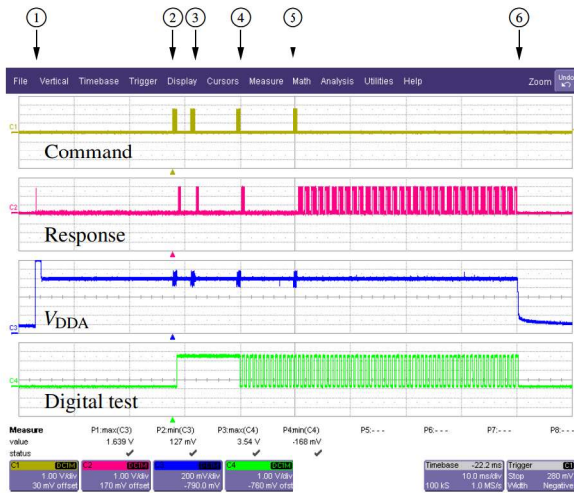 1 2 3 4 5 6
File Vertical Timebase Trigger Display Cursors Measure Math Analysis Utilities Help Zoom Undo
C1
Command
C2
Response
VDDA
C3
Digital test
C4
Measure P1:max(C3) P2:min(C3) P3:max(C4) P4:min(C4) P5:- - - P6:- - - P7:- - - P8:- - -
value 1.639 V 127 mV 3.54 V -168 mV
status
C1 DC1M C2 DC1M C4 DC1M Timebase -22.2 ms Trigger C1
1.00 V/div 1.00 V/div 200 mV/div 1.00 V/div 10.0 ms/div Stop 280 mV
30 mV offset 170 mV offset -790.0 mV -760 mV ofst 100 kS 1.0 MS/s Width Negative